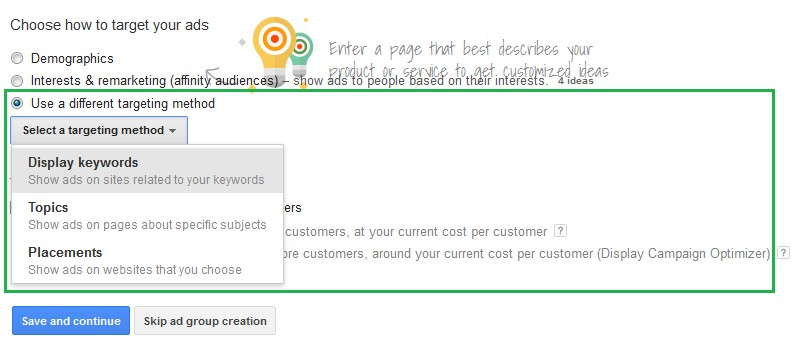 Choose how to target your ads
Enter a page that best describes your
product or service to get customized ideas
Demographics
Interests & remarketing (affinity audiences) – show ads to people based on their interests. 4 ideas
Use a different targeting method
Select a targeting method
Display keywords
Show ads on sites related to your keywords
Topics
Show ads on pages about specific subjects
Placements
Show ads on websites that you choose
ers
customers, at your current cost per customer ?
ore customers, around your current cost per customer (Display Campaign Optimizer) ?
Save and continue
Skip ad group creation